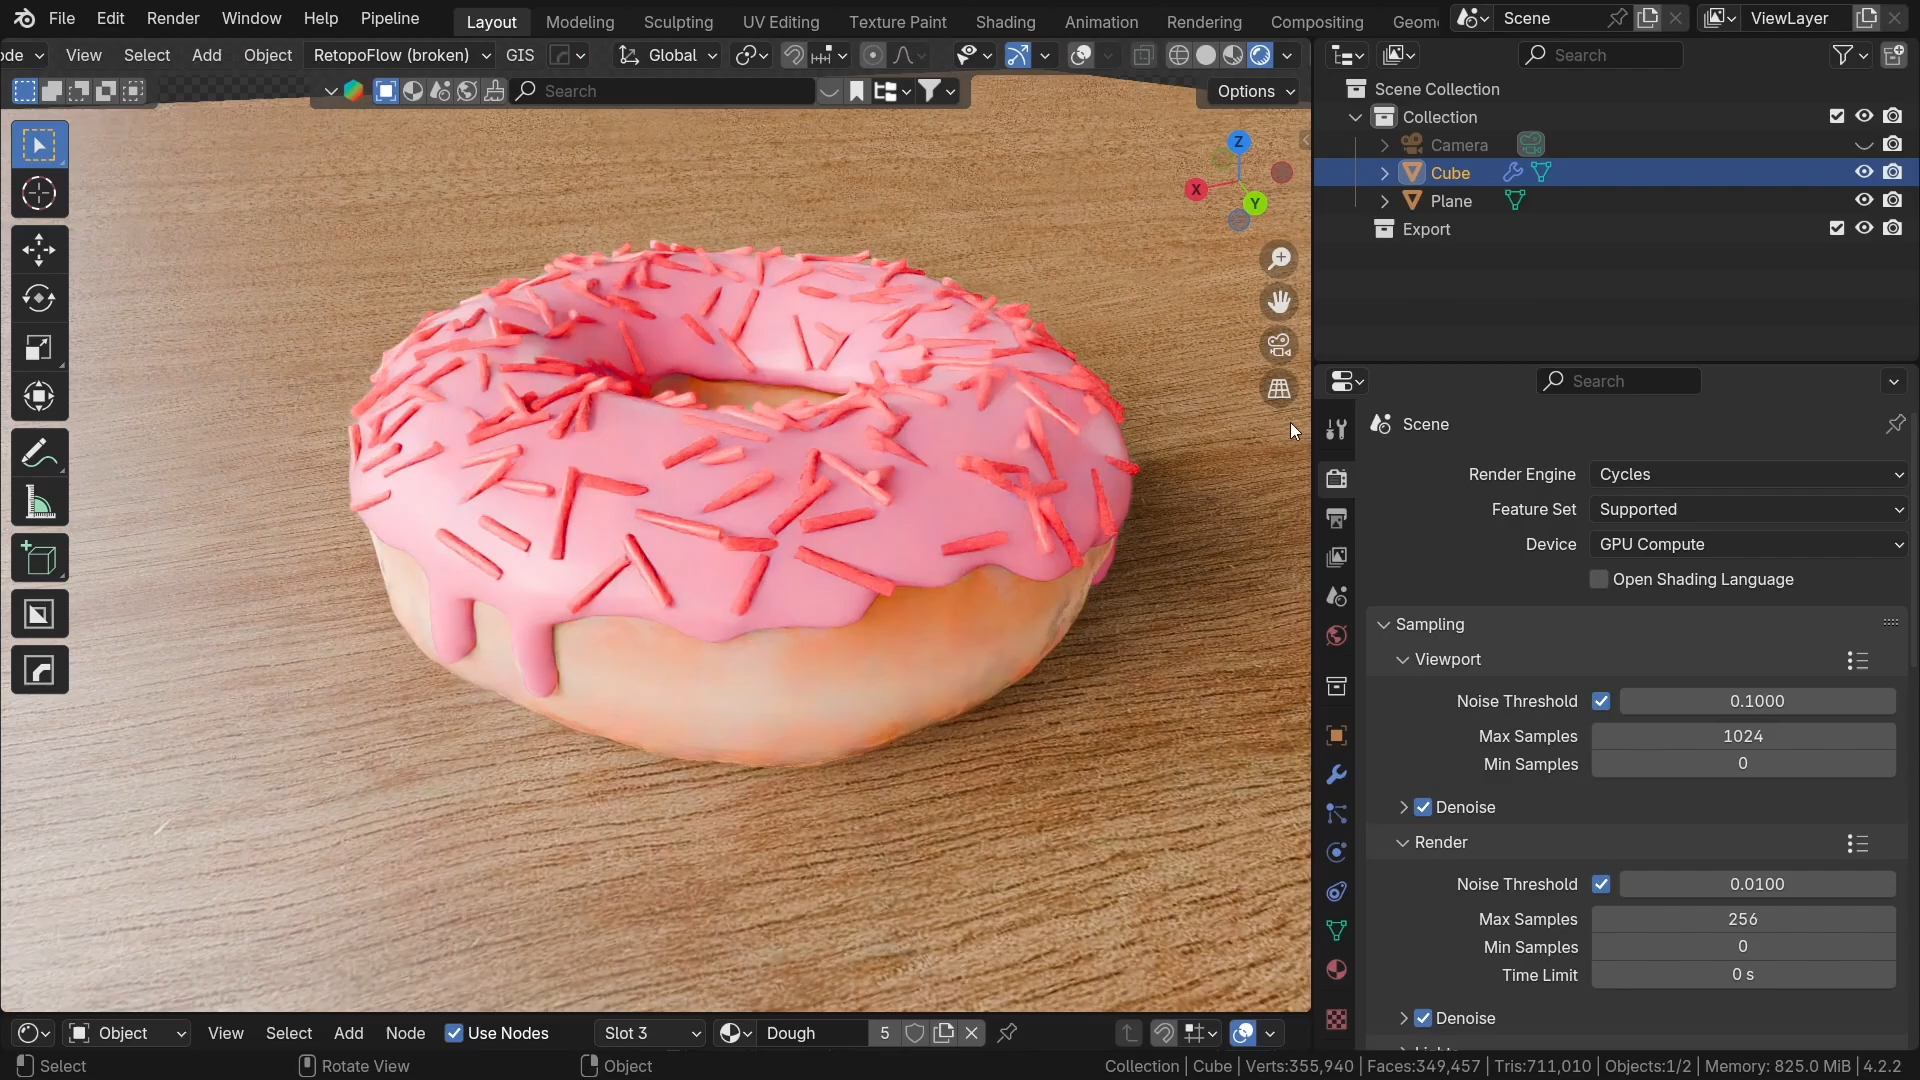 File Edit Render Window Help Pipeline Layout Modeling Sculpting UV Editing Texture Paint Shading Animation Rendering Compositing Geom Scene ViewLayer
ode View Select Add Object RetopoFlow (broken) GIS Global Search
Search Options
Z
X
Y
Scene Collection
Collection
Camera
Cube
Plane
Export
Search
Scene
Render Engine Cycles
Feature Set Supported
Device GPU Compute
Open Shading Language
Sampling
Viewport
Noise Threshold 0.1000
Max Samples 1024
Min Samples 0
Denoise
Render
Noise Threshold 0.0100
Max Samples 256
Min Samples 0
Time Limit 0 s
Denoise
Object View Select Add Node Use Nodes Slot 3 Dough 5
Select Rotate View Object Collection | Cube | Verts:355,940 | Faces:349,457 | Tris:711,010 | Objects:1/2 | Memory: 825.0 MiB | 4.2.2